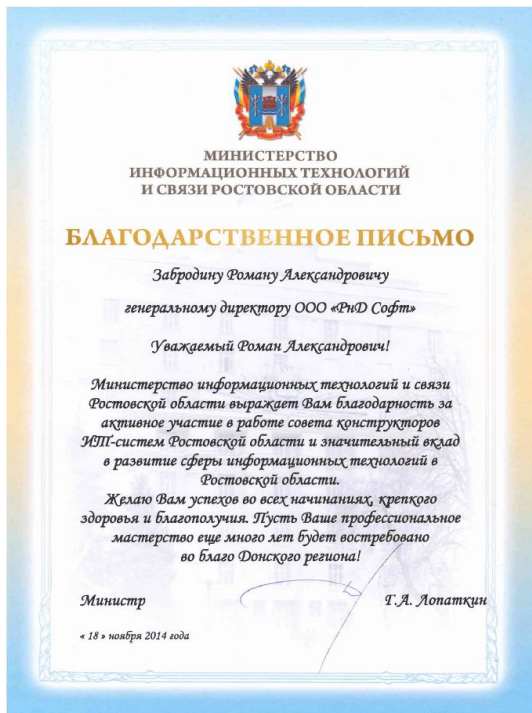 МИНИСТЕРСТВО
ИНФОРМАЦИОННЫХ ТЕХНОЛОГИЙ
И СВЯЗИ РОСТОВСКОЙ ОБЛАСТИ
БЛАГОДАРСТВЕННОЕ ПИСЬМО
Забродину Роману Александровичу
генеральному директору ООО «РнД Софт»
Уважаемый Роман Александрович!
Министерство информационных технологий и связи
Ростовской области выражает Вам благодарность за
активное участие в работе совета конструкторов
ИТ-систем Ростовской области и значительный вклад
в развитие сферы информационных технологий в
Ростовской области.
Желаю Вам успехов во всех начинаниях, крепкого
здоровья и благополучия. Пусть Ваше профессиональное
мастерство еще много лет будет востребовано
во благо Донского региона!
Министр Г.А. Лопаткин
« 18 » ноября 2014 года